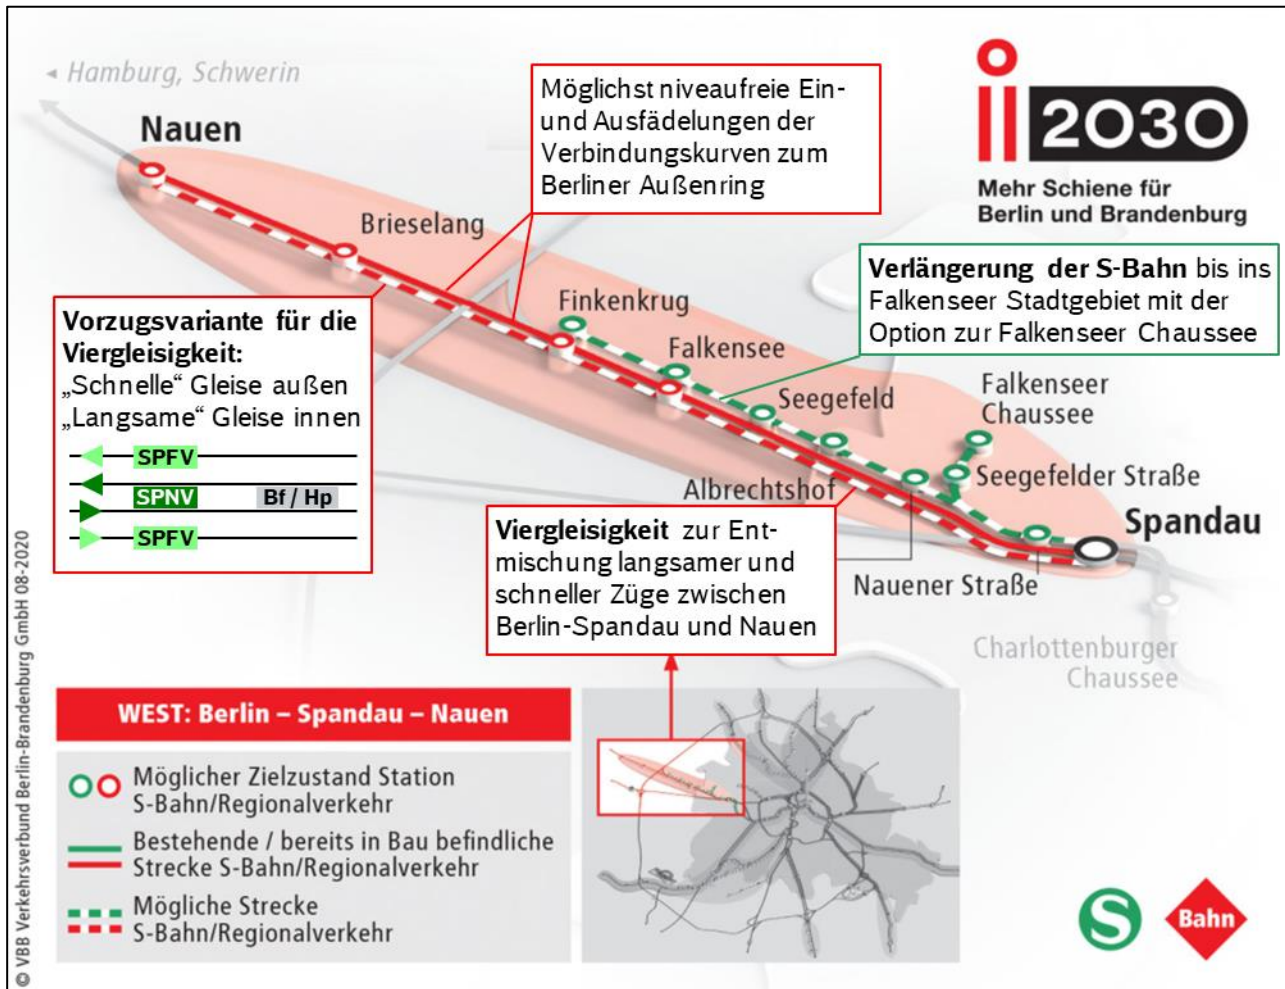 ◂ Hamburg, Schwerin
Nauen
Möglichst niveaufreie Ein-
und Ausfädelungen der
Verbindungskurven zum
Berliner Außenring
i2030
Mehr Schiene für
Berlin und Brandenburg
Brieselang
Verlängerung der S-Bahn bis ins
Falkenseer Stadtgebiet mit der
Option zur Falkenseer Chaussee
Vorzugsvariante für die
Viergleisigkeit:
„Schnelle“ Gleise außen
„Langsame“ Gleise innen
SPFV
SPNV
Bf / Hp
SPFV
Finkenkrug
Falkensee
Seegefeld
Falkenseer
Chaussee
Albrechtshof
Seegefelder Straße
Spandau
Viergleisigkeit zur Ent-
mischung langsamer und
schneller Züge zwischen
Berlin-Spandau und Nauen
Nauener Straße
Charlottenburger
Chaussee
WEST: Berlin – Spandau – Nauen
Möglicher Zielzustand Station
S-Bahn/Regionalverkehr
Bestehende / bereits in Bau befindliche
Strecke S-Bahn/Regionalverkehr
Mögliche Strecke
S-Bahn/Regionalverkehr
S
Bahn
© VBB Verkehrsverbund Berlin-Brandenburg GmbH 08-2020